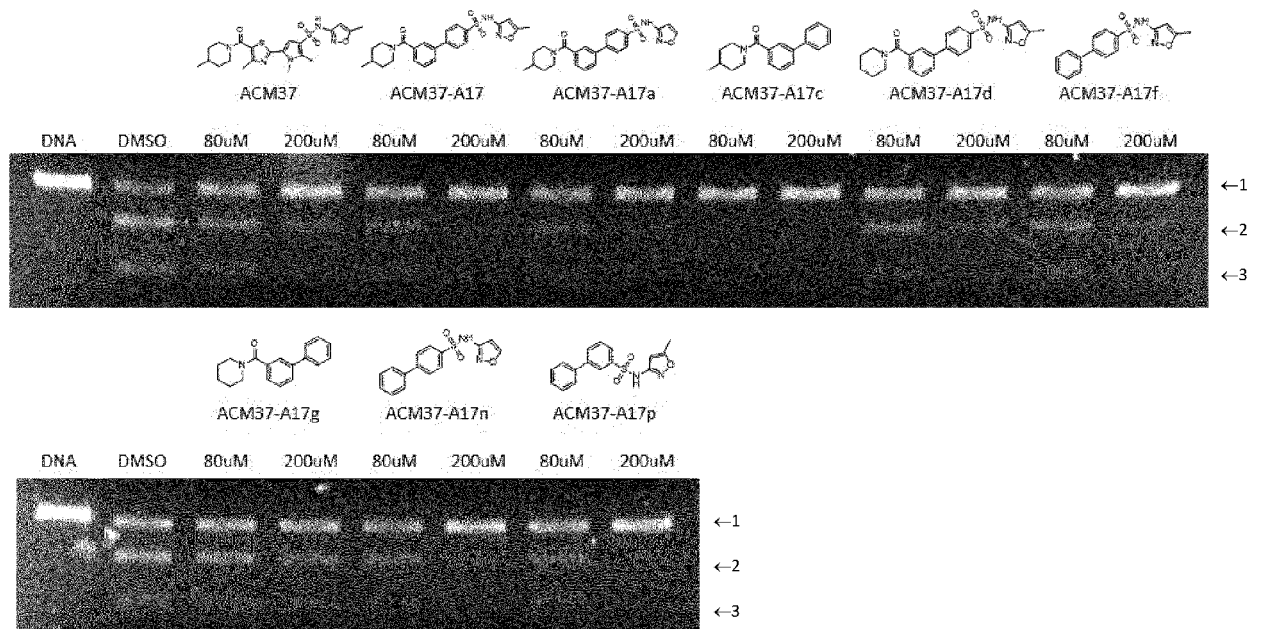 ACM37 ACM37-A17 ACM37-A17a ACM37-A17c ACM37-A17d ACM37-A17f
DNA DMSO 80uM 200uM 80uM 200uM 80uM 200uM 80uM 200uM 80uM 200uM 80uM 200uM
←1
←2
←3
ACM37-A17g ACM37-A17n ACM37-A17p
DNA DMSO 80uM 200uM 80uM 200uM 80uM 200uM
←1
←2
←3